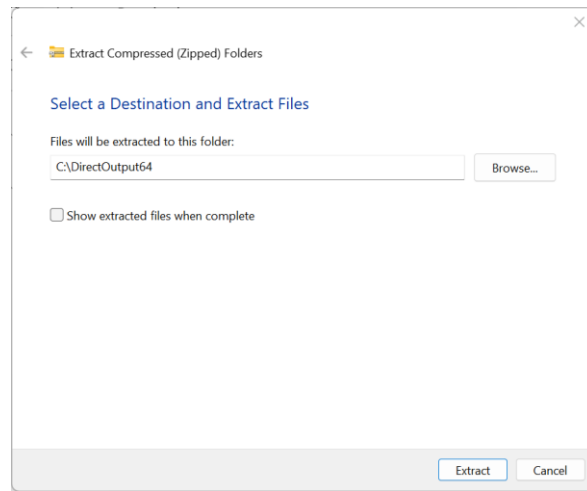 Extract Compressed (Zipped) Folders
Select a Destination and Extract Files
Files will be extracted to this folder:
C:\DirectOutput64
Browse...
Show extracted files when complete
Extract
Cancel